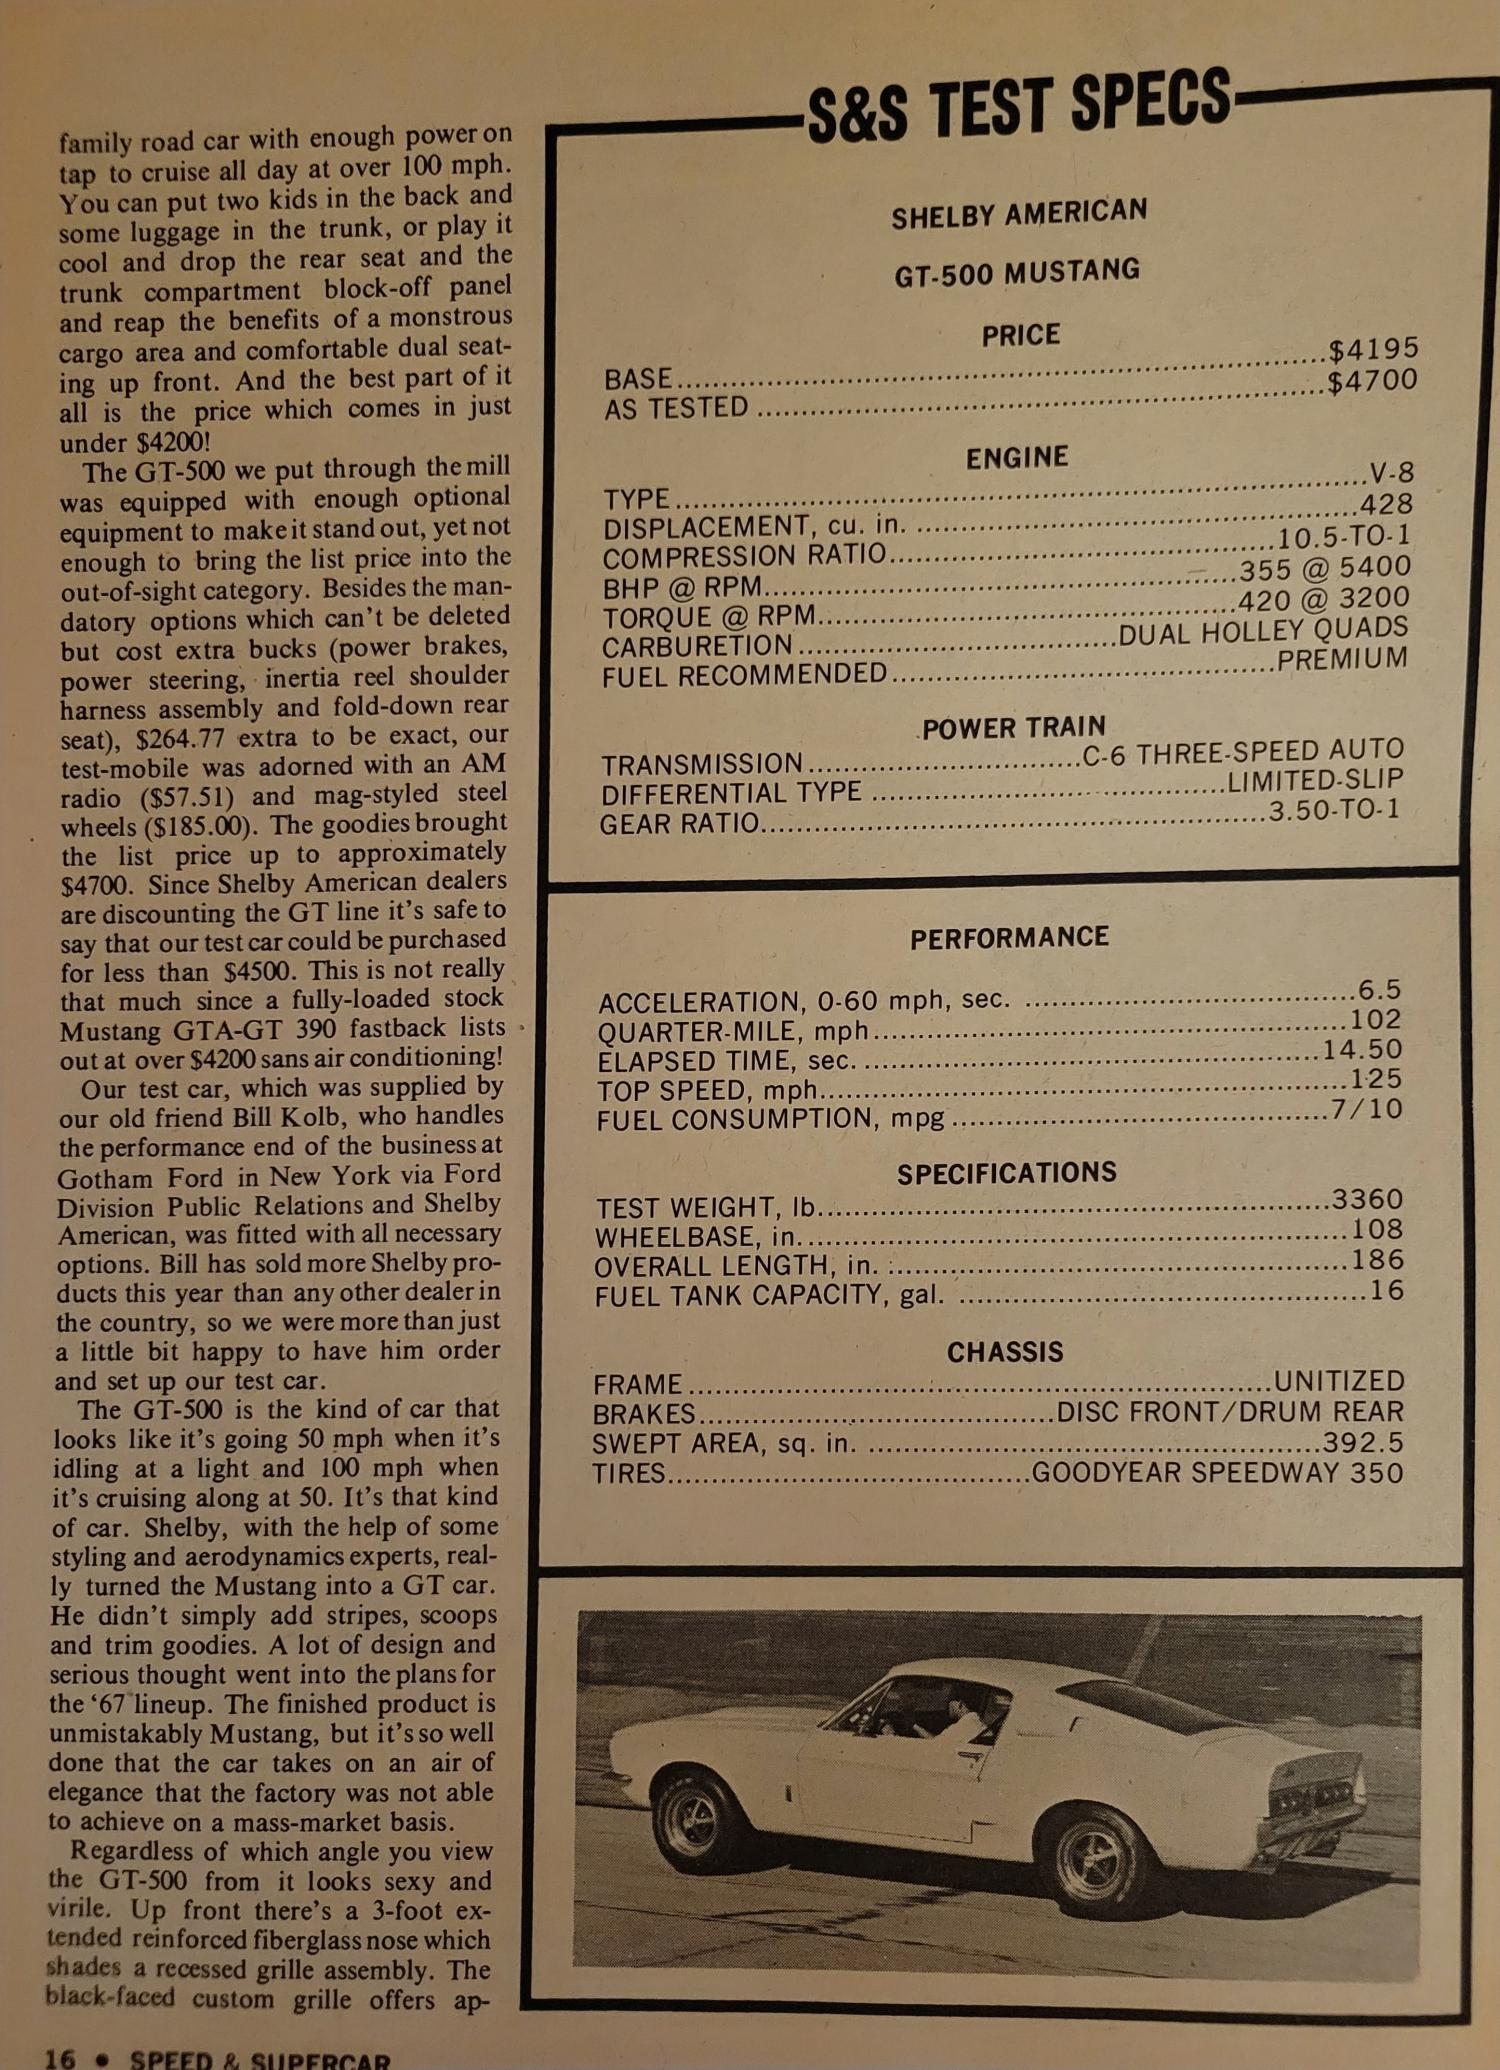 family road car with enough power on
tap to cruise all day at over 100 mph.
You can put two kids in the back and
some luggage in the trunk, or play it
cool and drop the rear seat and the
trunk compartment block-off panel
and reap the benefits of a monstrous
cargo area and comfortable dual seat-
ing up front. And the best part of it
all is the price which comes in just
under $4200!
The GT-500 we put through the mill
was equipped with enough optional
equipment to make it stand out, yet not
enough to bring the list price into the
out-of-sight category. Besides the man-
datory options which can't be deleted
but cost extra bucks (power brakes,
power steering, inertia reel shoulder
harness assembly and fold-down rear
seat), $264.77 extra to be exact, our
test-mobile was adorned with an AM
radio ($57.51) and mag-styled steel
wheels ($185.00). The goodies brought
the list price up to approximately
$4700. Since Shelby American dealers
are discounting the GT line it's safe to
say that our test car could be purchased
for less than $4500. This is not really
that much since a fully-loaded stock
Mustang GTA-GT 390 fastback lists
out at over $4200 sans air conditioning!
Our test car, which was supplied by
our old friend Bill Kolb, who handles
the performance end of the business at
Gotham Ford in New York via Ford
Division Public Relations and Shelby
American, was fitted with all necessary
options. Bill has sold more Shelby pro-
ducts this year than any other dealer in
the country, so we were more than just
a little bit happy to have him order
and set up our test car.
The GT-500 is the kind of car that
looks like it's going 50 mph when it's
idling at a light and 100 mph when
it's cruising along at 50. It's that kind
of car. Shelby, with the help of some
styling and aerodynamics experts, real-
ly turned the Mustang into a GT car.
He didn't simply add stripes, scoops
and trim goodies. A lot of design and
serious thought went into the plans for
the '67 lineup. The finished product is
unmistakably Mustang, but it's so well
done that the car takes on an air of
elegance that the factory was not able
to achieve on a mass-market basis.
Regardless of which angle you view
the GT-500 from it looks sexy and
virile. Up front there's a 3-foot ex-
tended reinforced fiberglass nose which
shades a recessed grille assembly. The
black-faced custom grille offers ap-
S&S TEST SPECS
SHELBY AMERICAN
GT-500 MUSTANG
PRICE
BASE...$4195
AS TESTED...$4700
ENGINE
TYPE...V-8
DISPLACEMENT, cu. in. ...428
COMPRESSION RATIO...10.5-TO-1
BHP @ RPM...355 @ 5400
TORQUE @ RPM...420 @ 3200
CARBURETION...DUAL HOLLEY QUADS
FUEL RECOMMENDED...PREMIUM
POWER TRAIN
TRANSMISSION...C-6 THREE-SPEED AUTO
DIFFERENTIAL TYPE...LIMITED-SLIP
GEAR RATIO...3.50-TO-1
PERFORMANCE
ACCELERATION, 0-60 mph, sec. ...6.5
QUARTER-MILE, mph...102
ELAPSED TIME, sec. ...14.50
TOP SPEED, mph...125
FUEL CONSUMPTION, mpg...7/10
SPECIFICATIONS
TEST WEIGHT, lb...3360
WHEELBASE, in. ...108
OVERALL LENGTH, in. ...186
FUEL TANK CAPACITY, gal. ...16
CHASSIS
FRAME...UNITIZED
BRAKES...DISC FRONT/DRUM REAR
SWEPT AREA, sq. in. ...392.5
TIRES...GOODYEAR SPEEDWAY 350
16 • SPEED & SUPERCAR